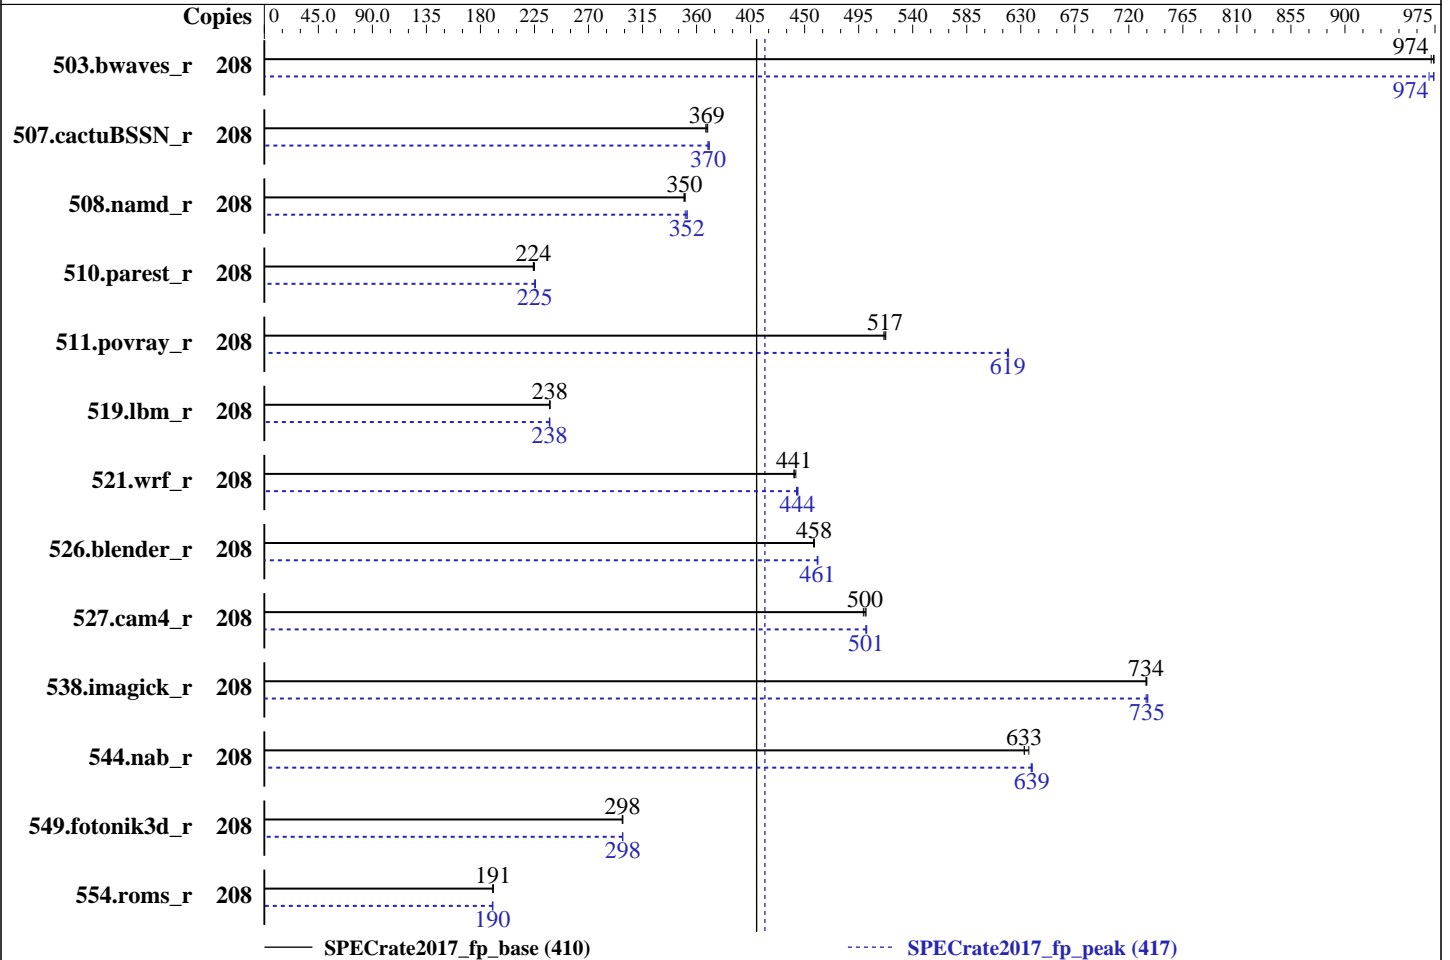 Copies 0 45.0 90.0 135 180 225 270 315 360 405 450 495 540 585 630 675 720 765 810 855 900 975
503.bwaves_r 208 974
974
507.cactuBSSN_r 208 369
370
508.namd_r 208 350
352
510.parest_r 208 224
225
511.povray_r 208 517
619
519.lbm_r 208 238
238
521.wrf_r 208 441
444
526.blender_r 208 458
461
527.cam4_r 208 500
501
538.imagick_r 208 734
735
544.nab_r 208 633
639
549.fotonik3d_r 208 298
298
554.roms_r 208 191
190
SPECrate2017_fp_base (410) SPECrate2017_fp_peak (417)